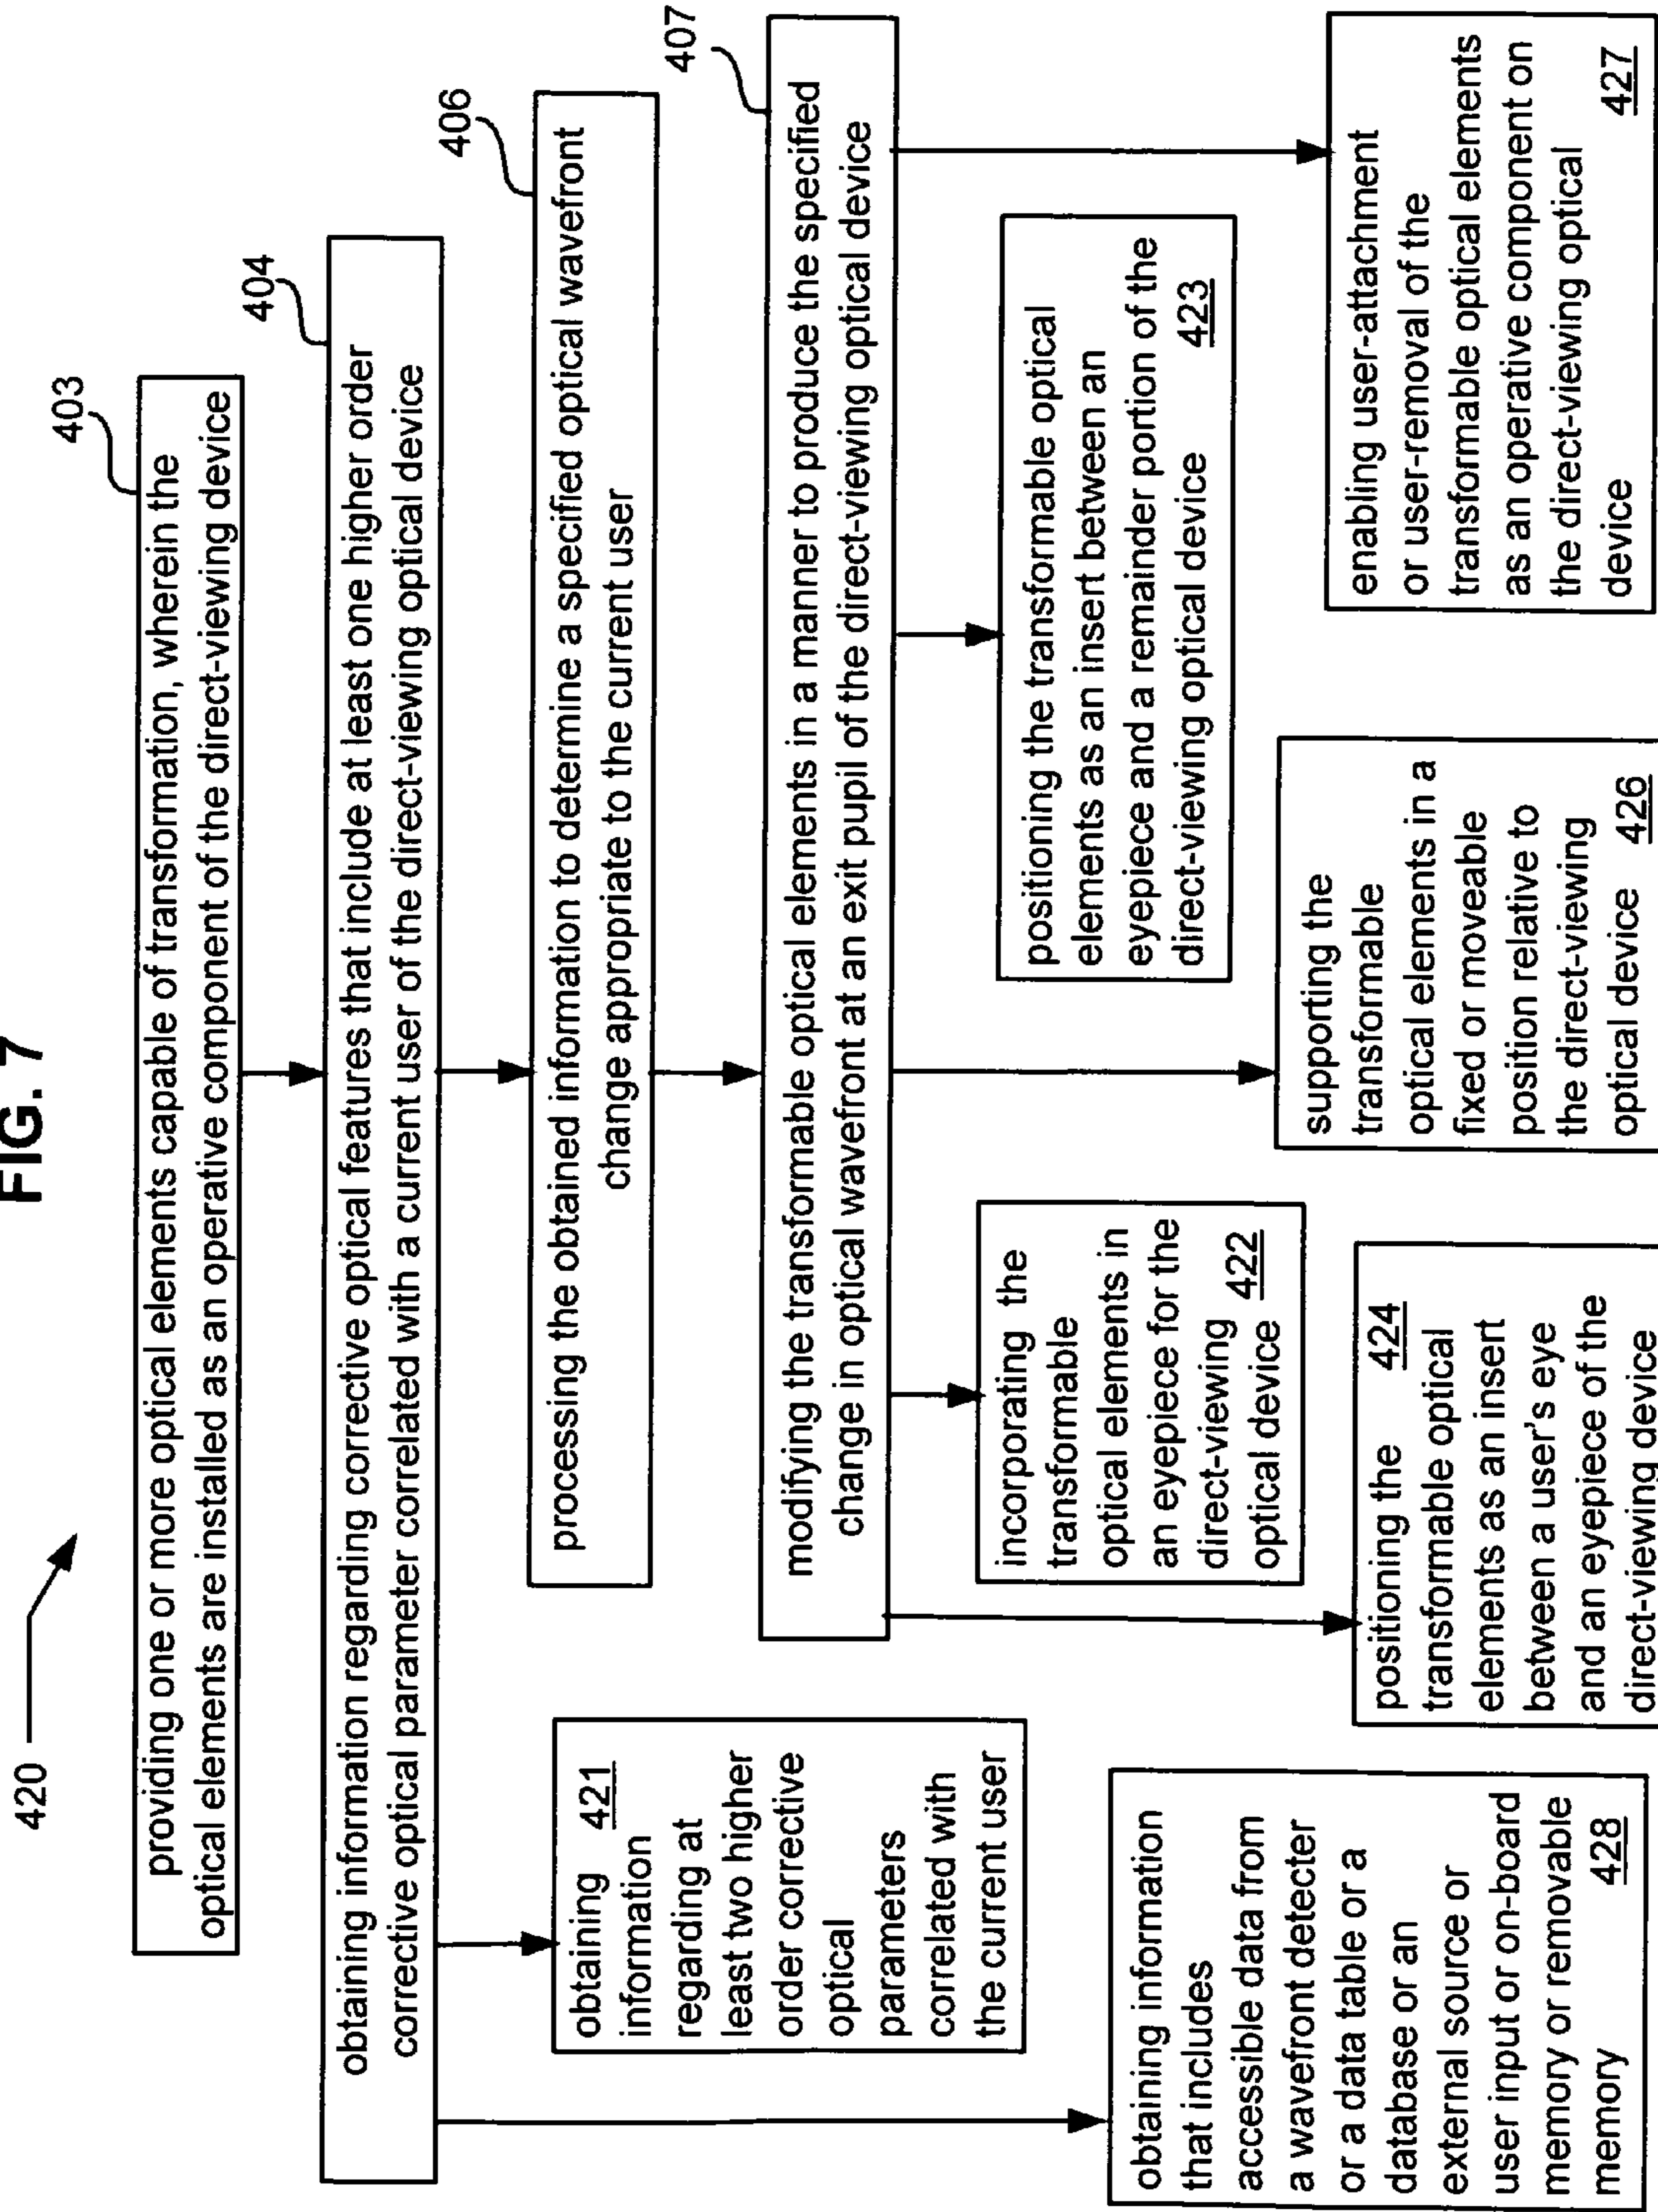 FIG. 7
420
403
providing one or more optical elements capable of transformation, wherein the
optical elements are installed as an operative component of the direct-viewing device
404
obtaining information regarding corrective optical features that include at least one higher order
corrective optical parameter correlated with a current user of the direct-viewing optical device
406
processing the obtained information to determine a specified optical wavefront
change appropriate to the current user
407
modifying the transformable optical elements in a manner to produce the specified
change in optical wavefront at an exit pupil of the direct-viewing optical device
obtaining 421
information
regarding at
least two higher
order corrective
optical
parameters
correlated with
the current user
incorporating the
transformable
optical elements in
an eyepiece for the
direct-viewing 422
optical device
positioning the transformable optical
elements as an insert between an
eyepiece and a remainder portion of the
direct-viewing optical device 423
obtaining information
that includes
accessible data from
a wavefront detecter
or a data table or a
database or an
external source or
user input or on-board
memory or removable
memory 428
positioning the 424
transformable optical
elements as an insert
between a user's eye
and an eyepiece of the
direct-viewing device
supporting the
transformable
optical elements in a
fixed or moveable
position relative to
the direct-viewing
optical device 426
enabling user-attachment
or user-removal of the
transformable optical elements
as an operative component on
the direct-viewing optical
device 427